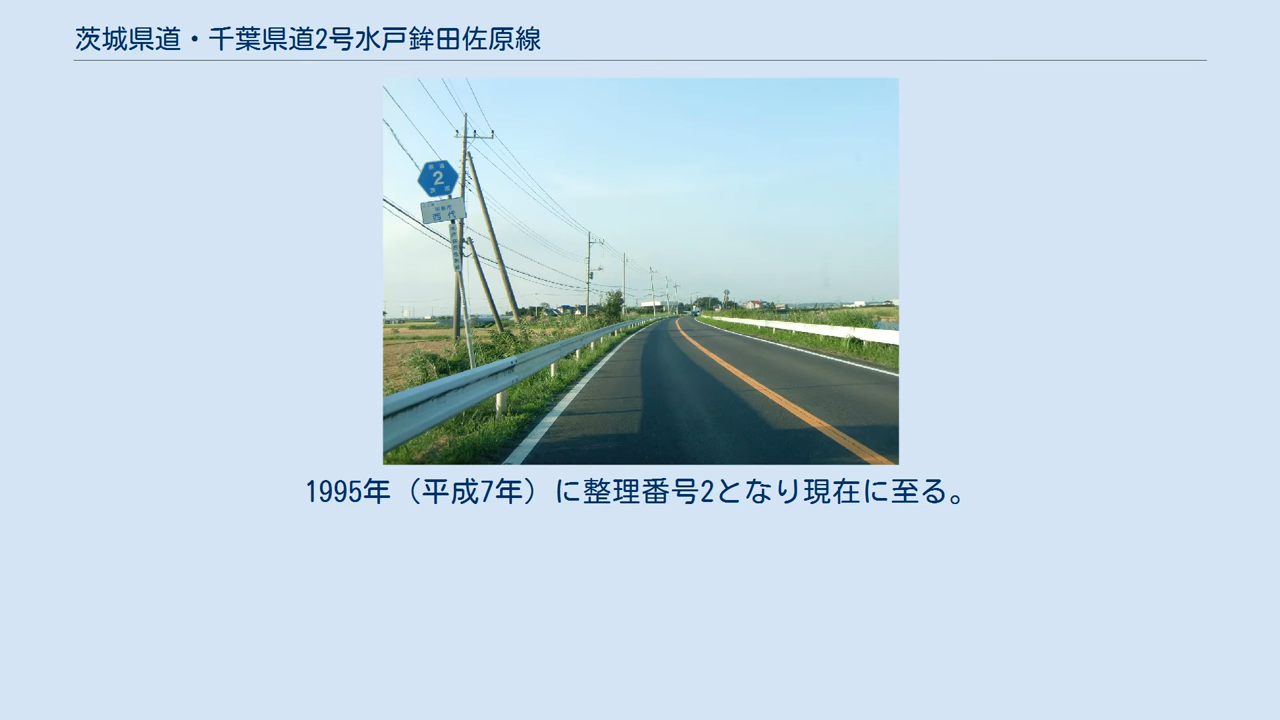 茨城県道・千葉県道2号水戸鉾田佐原線
2
西代
1995年（平成7年）に整理番号2となり現在に至る。